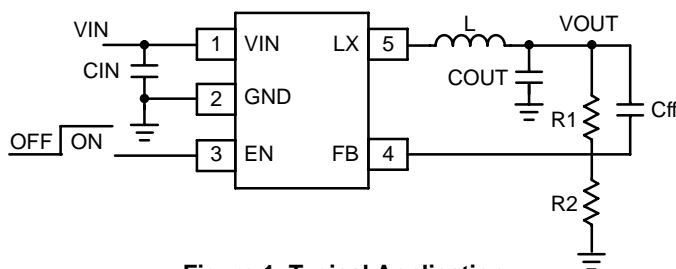 VIN
CIN
1 VIN
2 GND
3 EN
LX 5
FB 4
OFF ON
L
VOUT
COUT
R1
Cff
R2
Figure 1. Typical Application